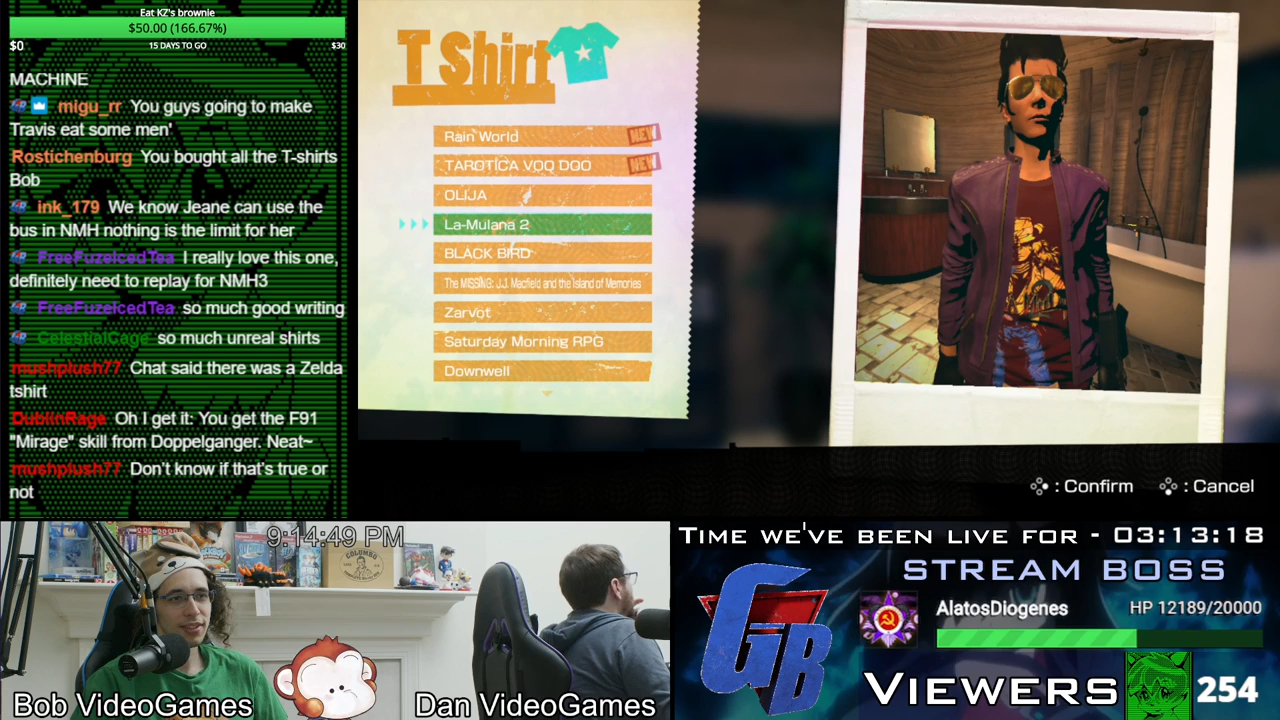 Eat KZ's brownie
$50.00 (166.67%)
$0 15 DAYS TO GO $30
MACHINE
migu_rr You guys going to make
Travis eat some men'
Rostichenburg You bought all the T-shirts
Bob
ink_179 We know Jeane can use the
bus in NMH nothing is the limit for her
FreeFuzeIcedTea I really love this one,
definitely need to replay for NMH3
FreeFuzeIcedTea so much good writing
CelestialCage so much unreal shirts
mushplush77 Chat said there was a Zelda
tshirt
DublinRage Oh I get it: You get the F91
"Mirage" skill from Doppelganger. Neat~
mushplush77 Don't know if that's true or
not
T Shirt
Rain World NEW
TAROTICA VOO DOO NEW
OLIJA
La-Mulana 2
BLACK BIRD
The MISSING: J.J. Macfield and the Island of Memories
Zarvot
Saturday Morning RPG
Downwell
: Confirm : Cancel
9:14:49 PM
COLUMBO
Bob VideoGames
Dan VideoGames
TIME WE'VE BEEN LIVE FOR - 03:13:18
STREAM BOSS
AlatosDiogenes HP 12189/20000
GB
VIEWERS 254